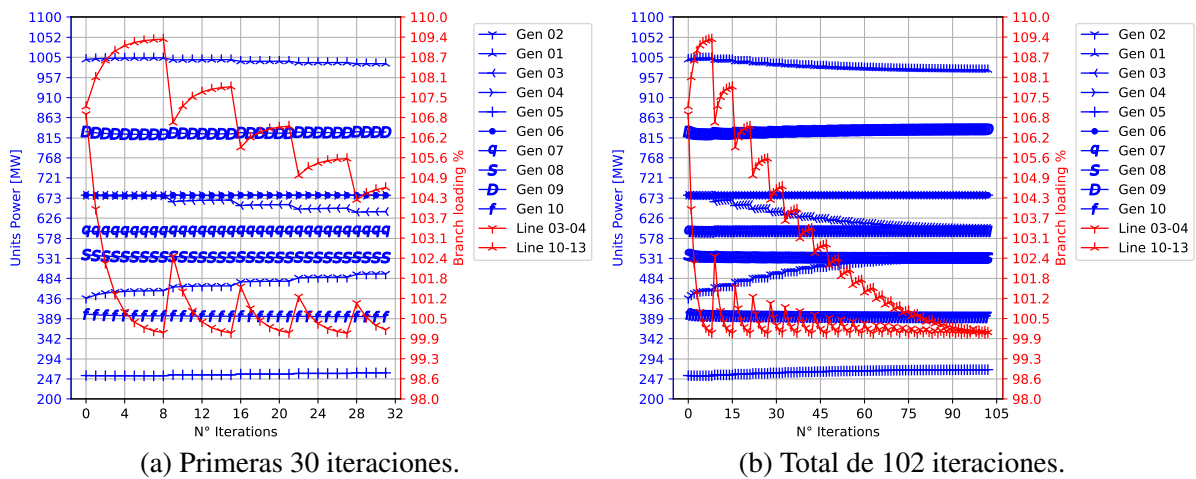 1100
1052
1005
957
910
863
815
768
721
673
626
578
531
484
436
389
342
294
247
200
Units Power [MW]
0 4 8 12 16 20 24 28 32
N° Iterations
110.0
109.4
108.7
108.1
107.5
106.8
106.2
105.6
104.9
104.3
103.7
103.1
102.4
101.8
101.2
100.5
99.9
99.3
98.6
98.0
Branch loading %
Gen 02
Gen 01
Gen 03
Gen 04
Gen 05
Gen 06
Gen 07
Gen 08
Gen 09
Gen 10
Line 03-04
Line 10-13
(a) Primeras 30 iteraciones.
1100
1052
1005
957
910
863
815
768
721
673
626
578
531
484
436
389
342
294
247
200
Units Power [MW]
0 15 30 45 60 75 90 105
N° Iterations
110.0
109.4
108.7
108.1
107.5
106.8
106.2
105.6
104.9
104.3
103.7
103.1
102.4
101.8
101.2
100.5
99.9
99.3
98.6
98.0
Branch loading %
Gen 02
Gen 01
Gen 03
Gen 04
Gen 05
Gen 06
Gen 07
Gen 08
Gen 09
Gen 10
Line 03-04
Line 10-13
(b) Total de 102 iteraciones.